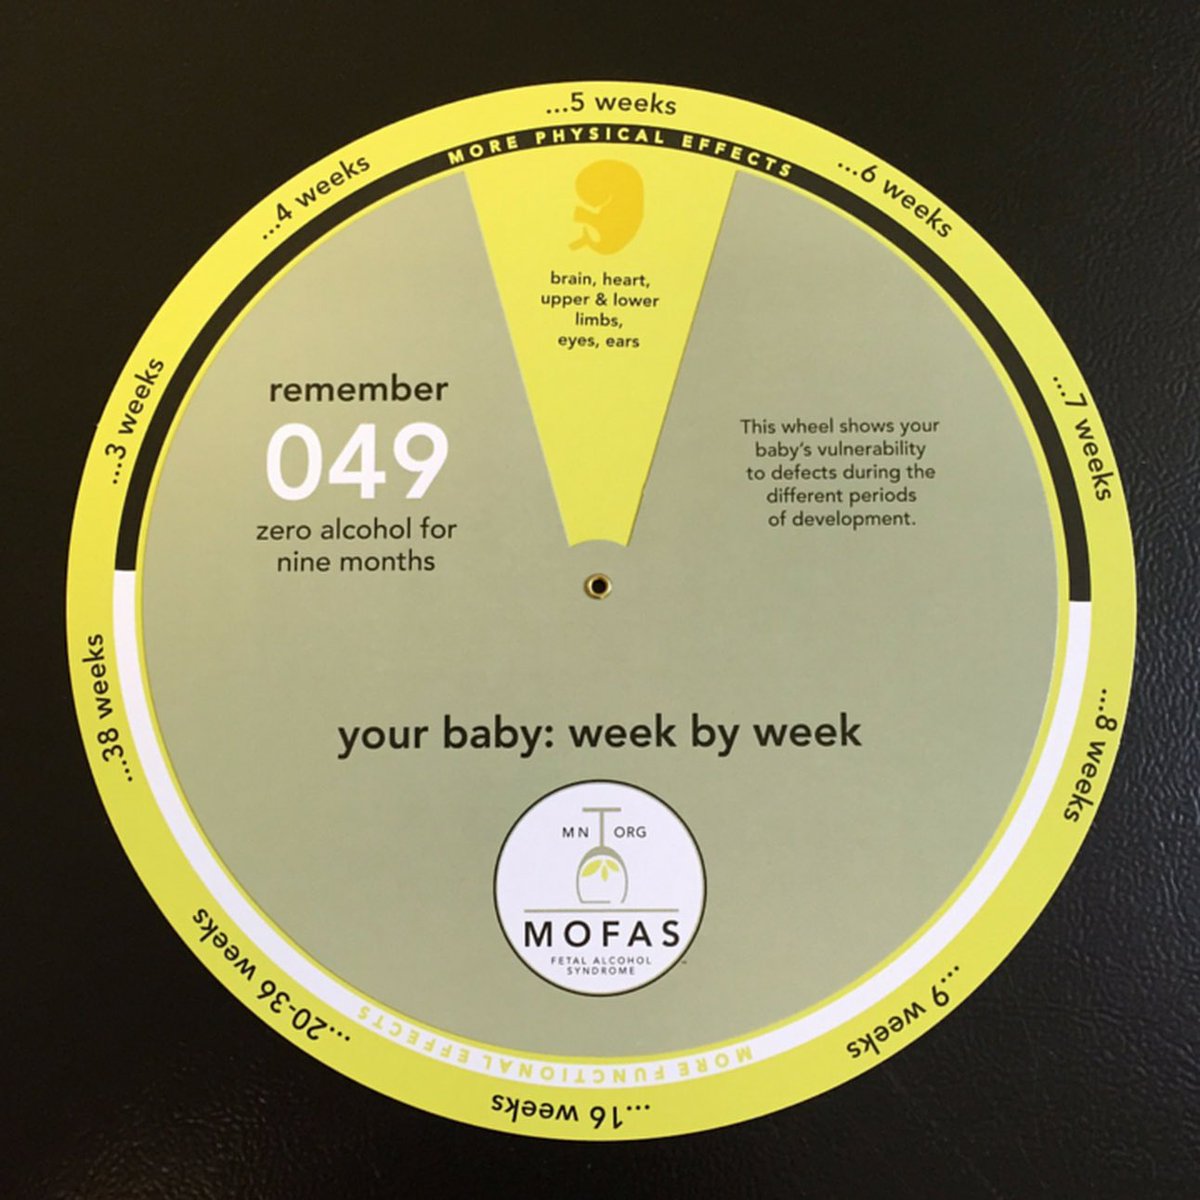 ...5 weeks
...6 weeks
...7 weeks
...8 weeks
...9 weeks
...16 weeks
...20-36 weeks
...38 weeks
...3 weeks
...4 weeks
MORE PHYSICAL EFFECTS
MORE FUNCTIONAL EFFECTS
brain, heart,
upper & lower
limbs,
eyes, ears
remember
049
zero alcohol for
nine months
This wheel shows your
baby's vulnerability
to defects during the
different periods
of development.
your baby: week by week
MN ORG
MOFAS
FETAL ALCOHOL
SYNDROME